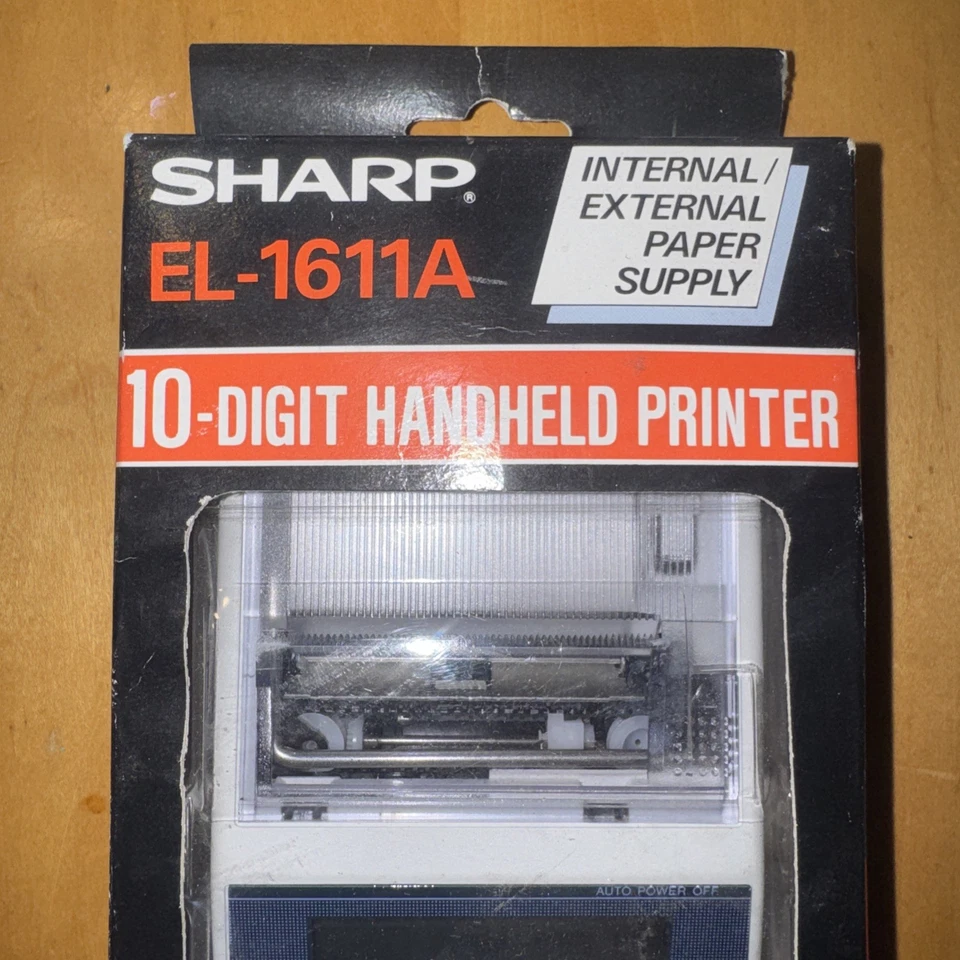 SHARP®
EL-1611A
INTERNAL/
EXTERNAL
PAPER
SUPPLY
10-DIGIT HANDHELD PRINTER
AUTO POWER OFF